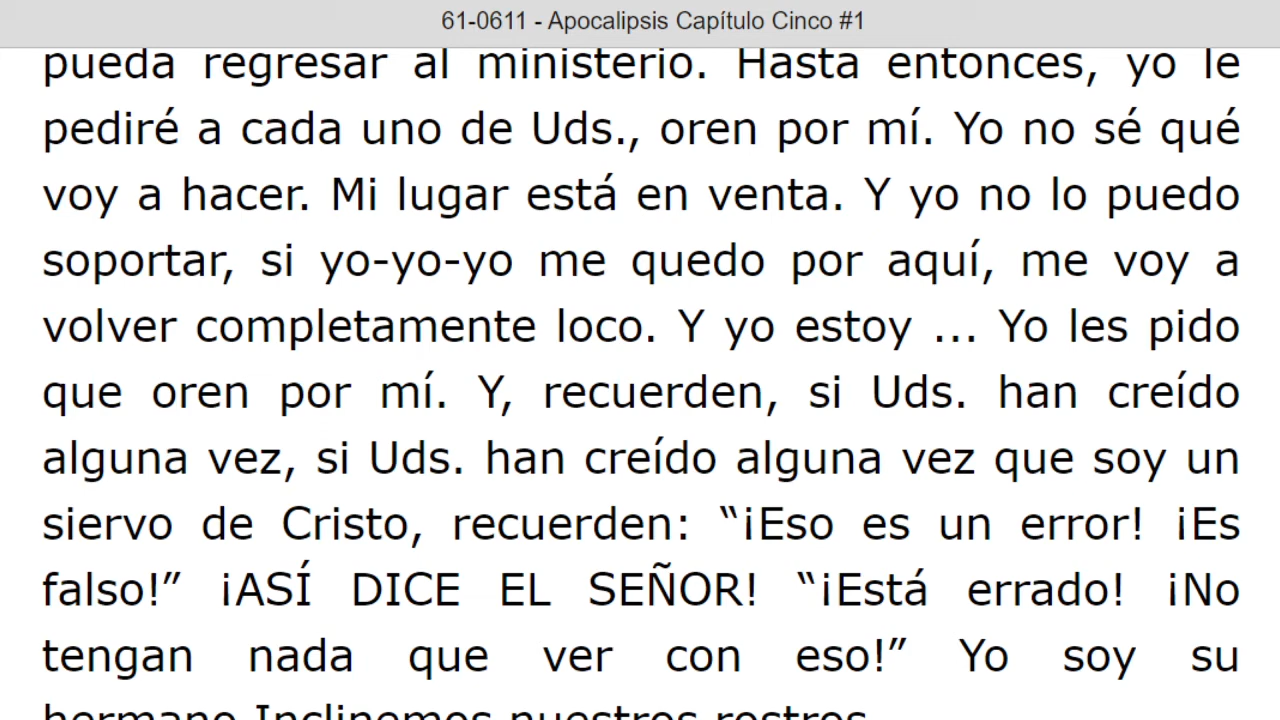 61-0611 - Apocalipsis Capítulo Cinco #1
pueda regresar al ministerio. Hasta entonces, yo le
pediré a cada uno de Uds., oren por mí. Yo no sé qué
voy a hacer. Mi lugar está en venta. Y yo no lo puedo
soportar, si yo-yo-yo me quedo por aquí, me voy a
volver completamente loco. Y yo estoy ... Yo les pido
que oren por mí. Y, recuerden, si Uds. han creído
alguna vez, si Uds. han creído alguna vez que soy un
siervo de Cristo, recuerden: “¡Eso es un error! ¡Es
falso!” ¡ASÍ DICE EL SEÑOR! “¡Está errado! ¡No
tengan nada que ver con eso!” Yo soy su
hermano.Inclinemos nuestros rostros